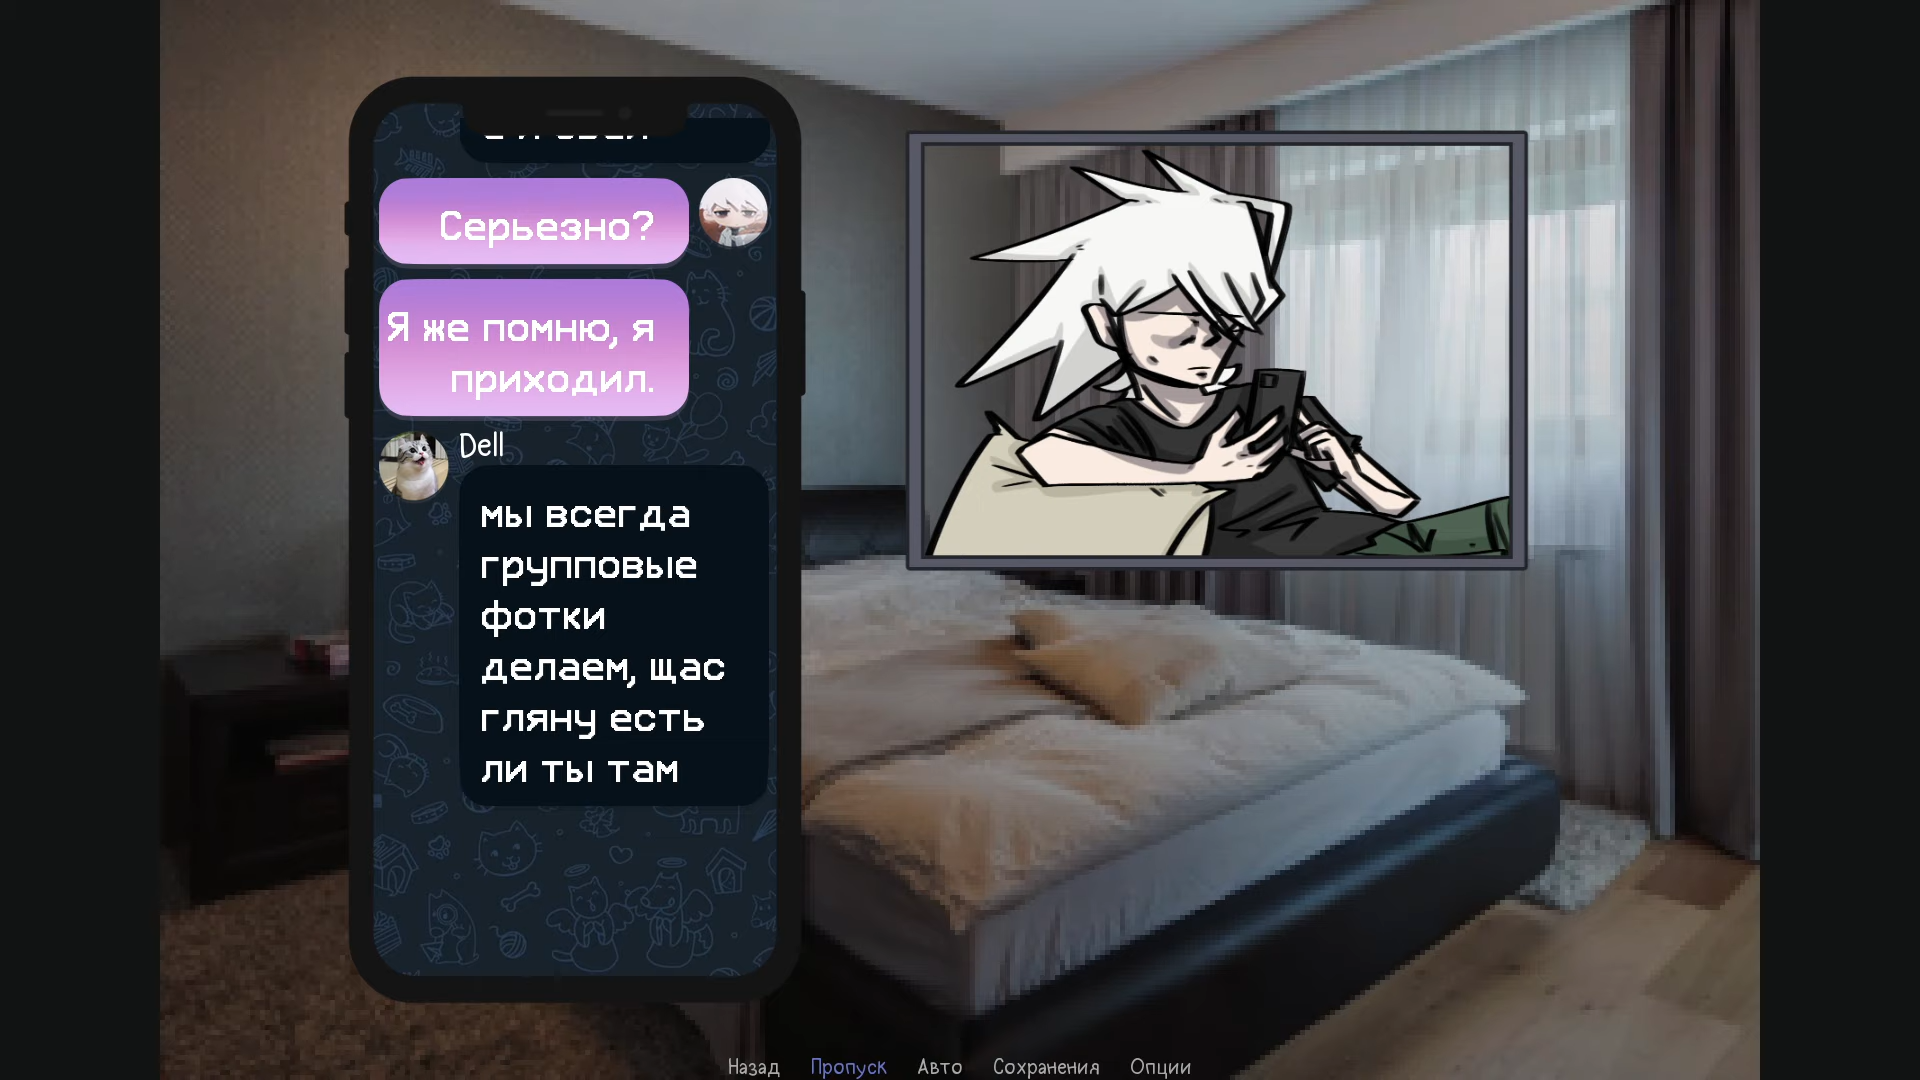 Серьезно?
Я же помню, я
приходил.
Dell
мы всегда
групповые
фотки
делаем, щас
гляну есть
ли ты там
Назад Пропуск Авто Сохранения Опции